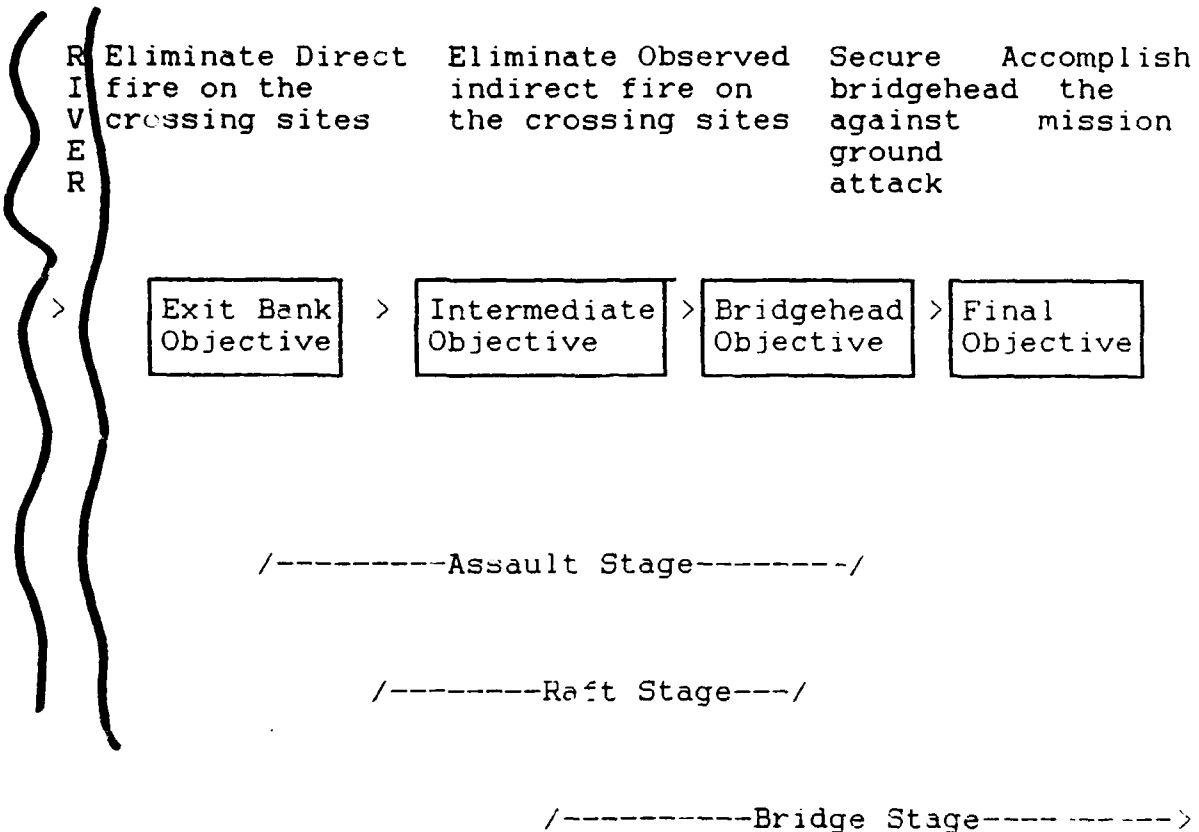 RIVER
Eliminate Direct
fire on the
crossing sites
Eliminate Observed
indirect fire on
the crossing sites
Secure
bridgehead
against
ground
attack
Accomplish
the
mission
> Exit Bank
Objective
> Intermediate
Objective
> Bridgehead
Objective
> Final
Objective
/---------Assault Stage--------/
/--------Raft Stage---/
/----------Bridge Stage---------->